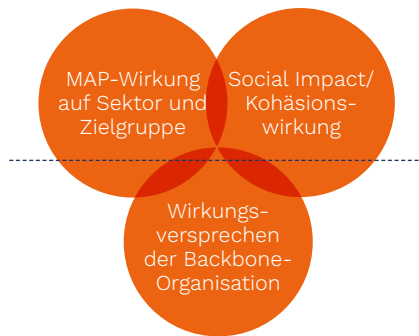 MAP-Wirkung
auf Sektor und
Zielgruppe
Social Impact/
Kohäsions-
wirkung
Wirkungs-
versprechen
der Backbone-
Organisation